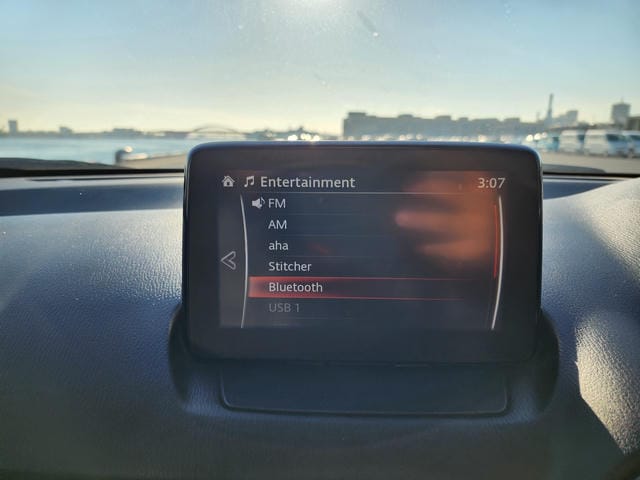 Entertainment 3:07
FM
AM
aha
Stitcher
Bluetooth
USB 1